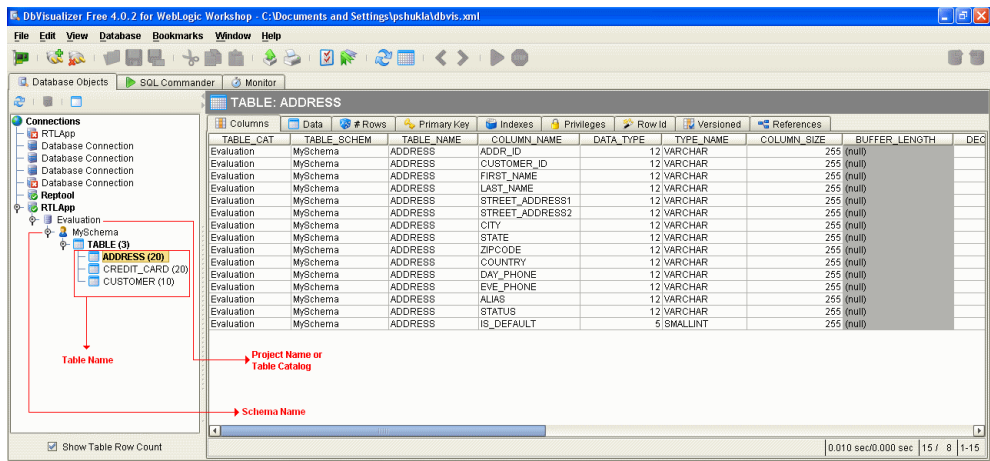 DbVisualizer Free 4.0.2 for WebLogic Workshop - C:\Documents and Settings\pshukla\dbvis.xml
File Edit View Database Bookmarks Window Help
Database Objects SQL Commander Monitor
TABLE: ADDRESS
Connections
RTLApp
Database Connection
Database Connection
Database Connection
Database Connection
Reptool
RTLApp
Evaluation
MySchema
TABLE (3)
ADDRESS (20)
CREDIT_CARD (20)
CUSTOMER (10)
Table Name
Project Name or
Table Catalog
Schema Name
Show Table Row Count
Columns Data # Rows Primary Key Indexes Privileges Row Id Versioned References
TABLE_CAT TABLE_SCHEM TABLE_NAME COLUMN_NAME DATA_TYPE TYPE_NAME COLUMN_SIZE BUFFER_LENGTH DEC
Evaluation MySchema ADDRESS ADDR_ID 12 VARCHAR 255 (null)
Evaluation MySchema ADDRESS CUSTOMER_ID 12 VARCHAR 255 (null)
Evaluation MySchema ADDRESS FIRST_NAME 12 VARCHAR 255 (null)
Evaluation MySchema ADDRESS LAST_NAME 12 VARCHAR 255 (null)
Evaluation MySchema ADDRESS STREET_ADDRESS1 12 VARCHAR 255 (null)
Evaluation MySchema ADDRESS STREET_ADDRESS2 12 VARCHAR 255 (null)
Evaluation MySchema ADDRESS CITY 12 VARCHAR 255 (null)
Evaluation MySchema ADDRESS STATE 12 VARCHAR 255 (null)
Evaluation MySchema ADDRESS ZIPCODE 12 VARCHAR 255 (null)
Evaluation MySchema ADDRESS COUNTRY 12 VARCHAR 255 (null)
Evaluation MySchema ADDRESS DAY_PHONE 12 VARCHAR 255 (null)
Evaluation MySchema ADDRESS EVE_PHONE 12 VARCHAR 255 (null)
Evaluation MySchema ADDRESS ALIAS 12 VARCHAR 255 (null)
Evaluation MySchema ADDRESS STATUS 12 VARCHAR 255 (null)
Evaluation MySchema ADDRESS IS_DEFAULT 5 SMALLINT 255 (null)
0.010 sec/0.000 sec 15 / 8 1-15